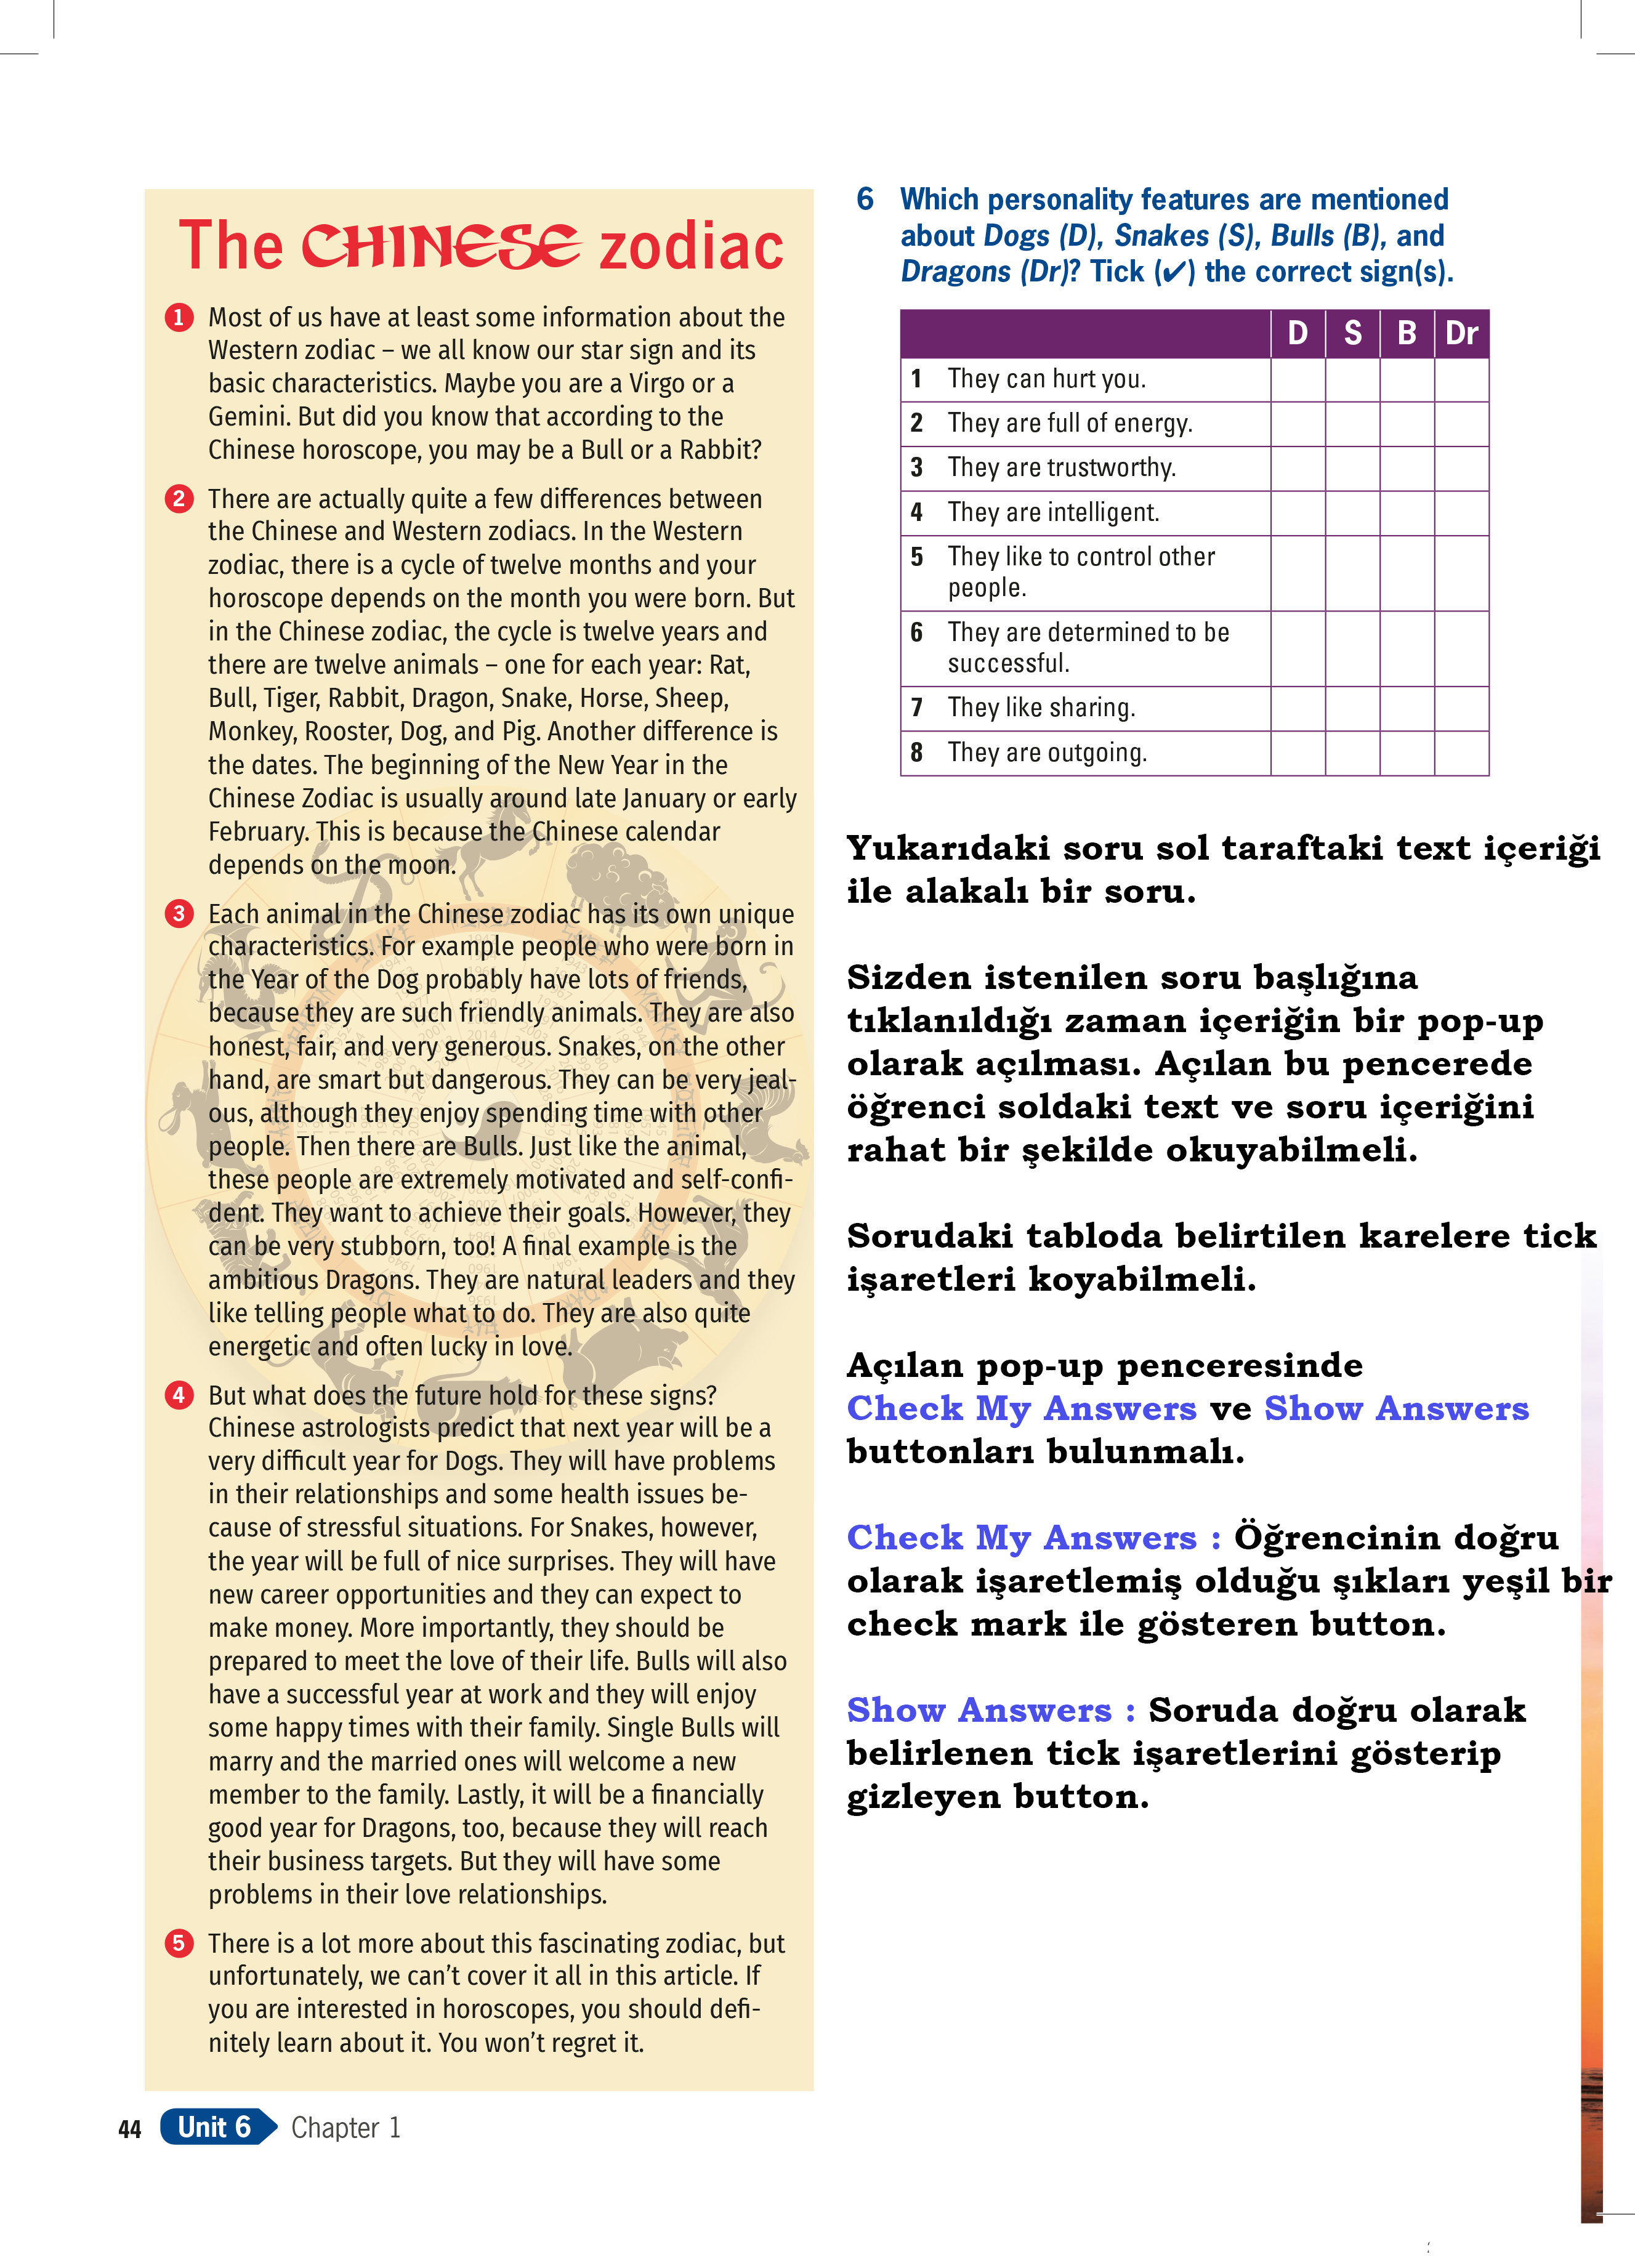 The CHINESE zodiac
1 Most of us have at least some information about the
Western zodiac – we all know our star sign and its
basic characteristics. Maybe you are a Virgo or a
Gemini. But did you know that according to the
Chinese horoscope, you may be a Bull or a Rabbit?
2 There are actually quite a few differences between
the Chinese and Western zodiacs. In the Western
zodiac, there is a cycle of twelve months and your
horoscope depends on the month you were born. But
in the Chinese zodiac, the cycle is twelve years and
there are twelve animals – one for each year: Rat,
Bull, Tiger, Rabbit, Dragon, Snake, Horse, Sheep,
Monkey, Rooster, Dog, and Pig. Another difference is
the dates. The beginning of the New Year in the
Chinese Zodiac is usually around late January or early
February. This is because the Chinese calendar
depends on the moon.
3 Each animal in the Chinese zodiac has its own unique
characteristics. For example people who were born in
the Year of the Dog probably have lots of friends,
because they are such friendly animals. They are also
honest, fair, and very generous. Snakes, on the other
hand, are smart but dangerous. They can be very jeal-
ous, although they enjoy spending time with other
people. Then there are Bulls. Just like the animal,
these people are extremely motivated and self-confi-
dent. They want to achieve their goals. However, they
can be very stubborn, too! A final example is the
ambitious Dragons. They are natural leaders and they
like telling people what to do. They are also quite
energetic and often lucky in love.
4 But what does the future hold for these signs?
Chinese astrologists predict that next year will be a
very difficult year for Dogs. They will have problems
in their relationships and some health issues be-
cause of stressful situations. For Snakes, however,
the year will be full of nice surprises. They will have
new career opportunities and they can expect to
make money. More importantly, they should be
prepared to meet the love of their life. Bulls will also
have a successful year at work and they will enjoy
some happy times with their family. Single Bulls will
marry and the married ones will welcome a new
member to the family. Lastly, it will be a financially
good year for Dragons, too, because they will reach
their business targets. But they will have some
problems in their love relationships.
5 There is a lot more about this fascinating zodiac, but
unfortunately, we can’t cover it all in this article. If
you are interested in horoscopes, you should defi-
nitely learn about it. You won’t regret it.
6 Which personality features are mentioned
about Dogs (D), Snakes (S), Bulls (B), and
Dragons (Dr)? Tick (✔) the correct sign(s).
D S B Dr
1 They can hurt you.
2 They are full of energy.
3 They are trustworthy.
4 They are intelligent.
5 They like to control other
people.
6 They are determined to be
successful.
7 They like sharing.
8 They are outgoing.
Yukarıdaki soru sol taraftaki text içeriği
ile alakalı bir soru.
Sizden istenilen soru başlığına
tıklanıldığı zaman içeriğin bir pop-up
olarak açılması. Açılan bu pencerede
öğrenci soldaki text ve soru içeriğini
rahat bir şekilde okuyabilmeli.
Sorudaki tabloda belirtilen karelere tick
işaretleri koyabilmeli.
Açılan pop-up penceresinde
Check My Answers ve Show Answers
buttonları bulunmalı.
Check My Answers : Öğrencinin doğru
olarak işaretlemiş olduğu şıkları yeşil bir
check mark ile gösteren button.
Show Answers : Soruda doğru olarak
belirlenen tick işaretlerini gösterip
gizleyen button.
44 Unit 6 Chapter 1